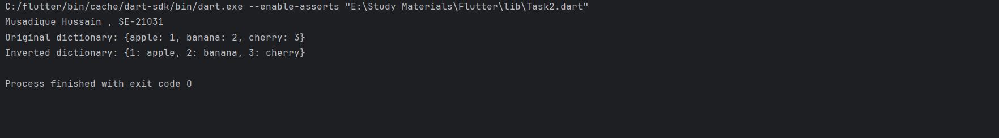 C:/flutter/bin/cache/dart-sdk/bin/dart.exe --enable-asserts "E:\Study Materials\Flutter\lib\Task2.dart"
Musadique Hussain , SE-21031
Original dictionary: {apple: 1, banana: 2, cherry: 3}
Inverted dictionary: {1: apple, 2: banana, 3: cherry}
Process finished with exit code 0